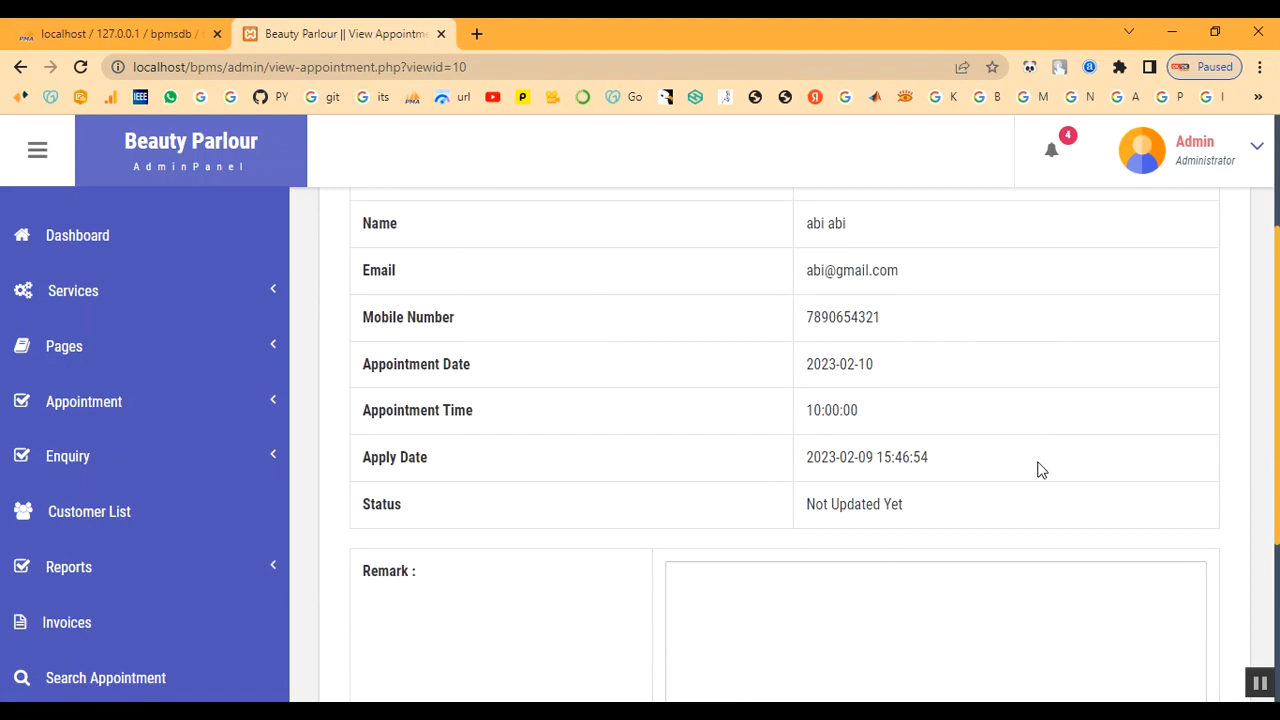 localhost / 127.0.0.1 / bpmsdb /
Beauty Parlour || View Appointm
localhost/bpms/admin/view-appointment.php?viewid=10
Paused
IEEE
PY
git
its
url
Go
K
B
M
N
A
P
I
»
Beauty Parlour
AdminPanel
4
Admin
Administrator
Dashboard
Services
Pages
Appointment
Enquiry
Customer List
Reports
Invoices
Search Appointment
Name abi abi
Email abi@gmail.com
Mobile Number 7890654321
Appointment Date 2023-02-10
Appointment Time 10:00:00
Apply Date 2023-02-09 15:46:54
Status Not Updated Yet
Remark :